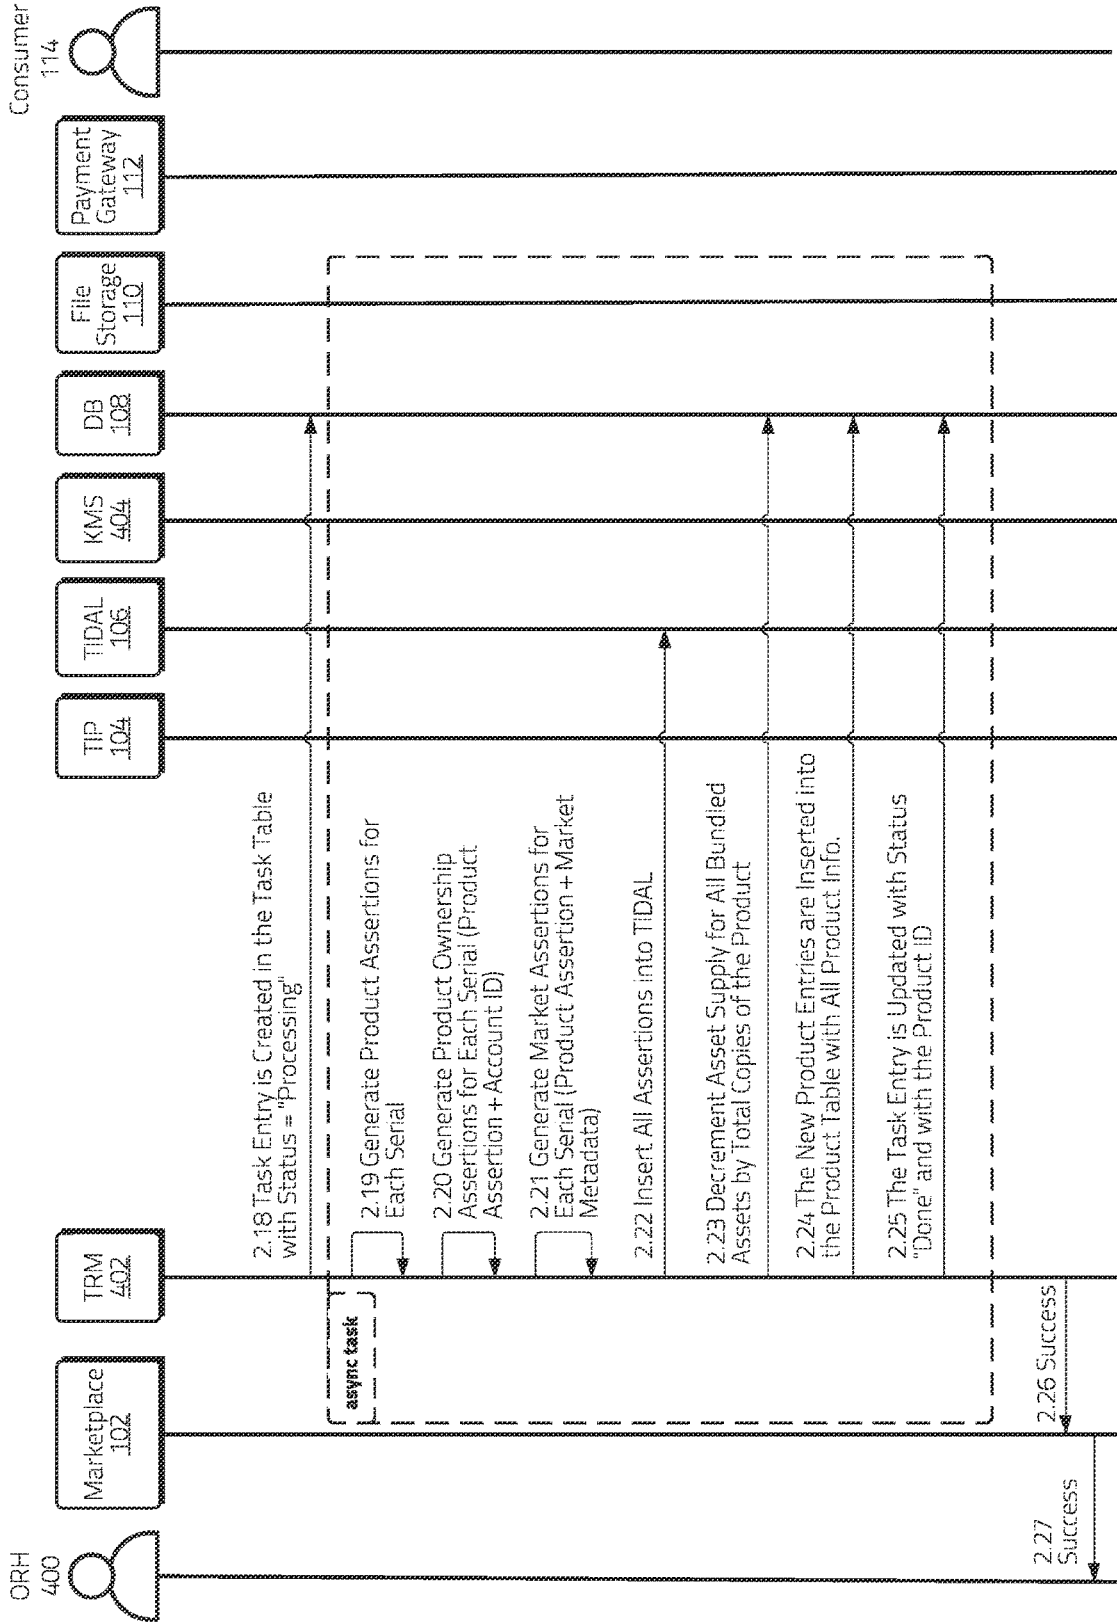 ORH
400
Marketplace
102
TRM
402
TIP
104
TIDAL
106
KMS
404
DB
108
File
Storage
110
Payment
Gateway
112
Consumer
114
2.18 Task Entry is Created in the Task Table
with Status = "Processing"
async task
2.19 Generate Product Assertions for
Each Serial
2.20 Generate Product Ownership
Assertions for Each Serial (Product
Assertion + Account ID)
2.21 Generate Market Assertions for
Each Serial (Product Assertion + Market
Metadata)
2.22 Insert All Assertions into TIDAL
2.23 Decrement Asset Supply for All Bundled
Assets by Total Copies of the Product
2.24 The New Product Entries are Inserted into
the Product Table with All Product Info.
2.25 The Task Entry is Updated with Status
"Done" and with the Product ID
2.26 Success
2.27
Success